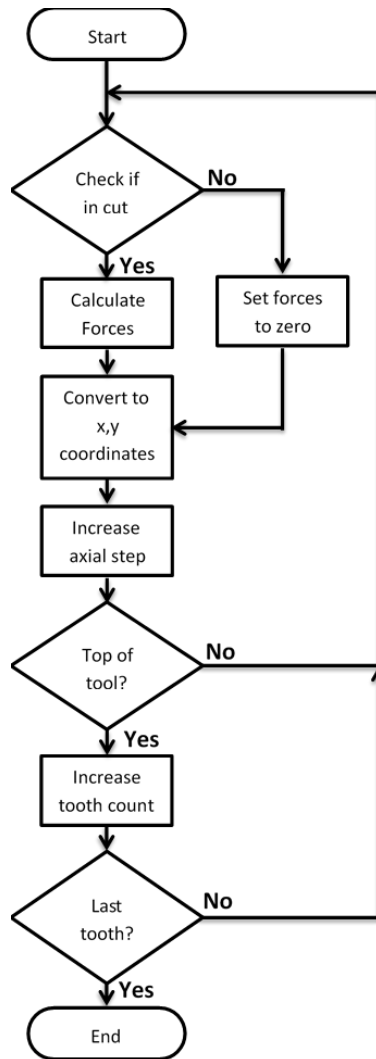 Start
Check if
in cut
No
Yes
Calculate
Forces
Set forces
to zero
Convert to
x,y
coordinates
Increase
axial step
Top of
tool?
No
Yes
Increase
tooth count
Last
tooth?
No
Yes
End